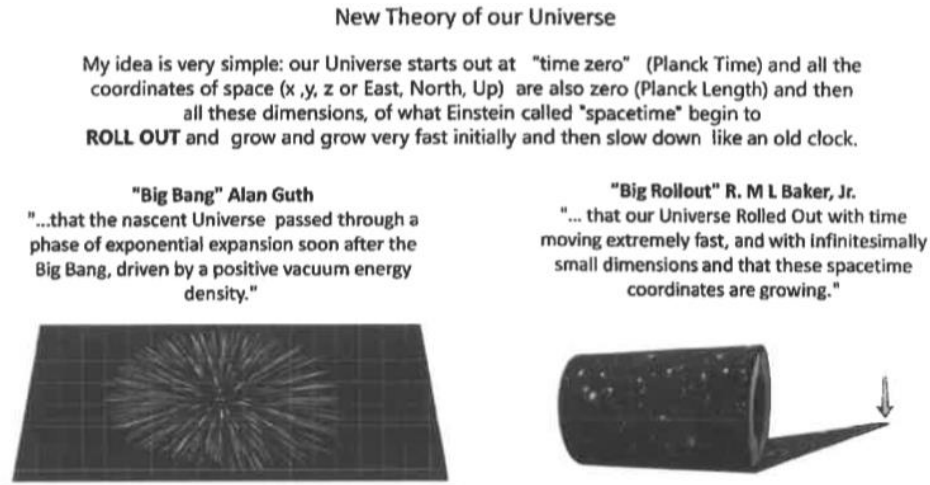 New Theory of our Universe
My idea is very simple: our Universe starts out at "time zero" (Planck Time) and all the
coordinates of space (x ,y, z or East, North, Up) are also zero (Planck Length) and then
all these dimensions, of what Einstein called "spacetime" begin to
ROLL OUT and grow and grow very fast initially and then slow down like an old clock.
"Big Bang" Alan Guth
"...that the nascent Universe passed through a
phase of exponential expansion soon after the
Big Bang, driven by a positive vacuum energy
density."
"Big Rollout" R. M L Baker, Jr.
"... that our Universe Rolled Out with time
moving extremely fast, and with infinitesimally
small dimensions and that these spacetime
coordinates are growing."